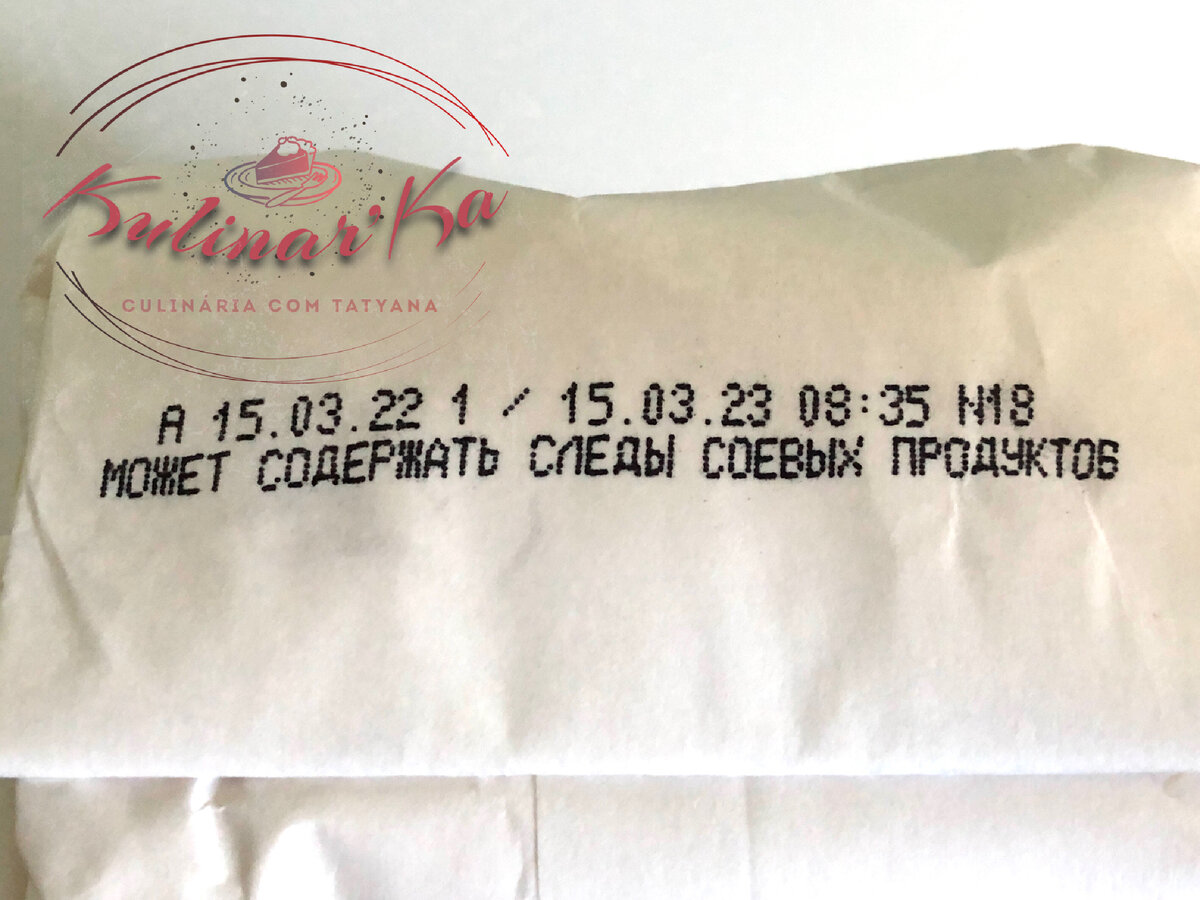 Kulinar'Ka
CULINÁRIA COM TATYANA
А 15.03.22 1 / 15.03.23 08:35 N18
МОЖЕТ СОДЕРЖАТЬ СЛЕДЫ СОЕВЫХ ПРОДУКТОВ